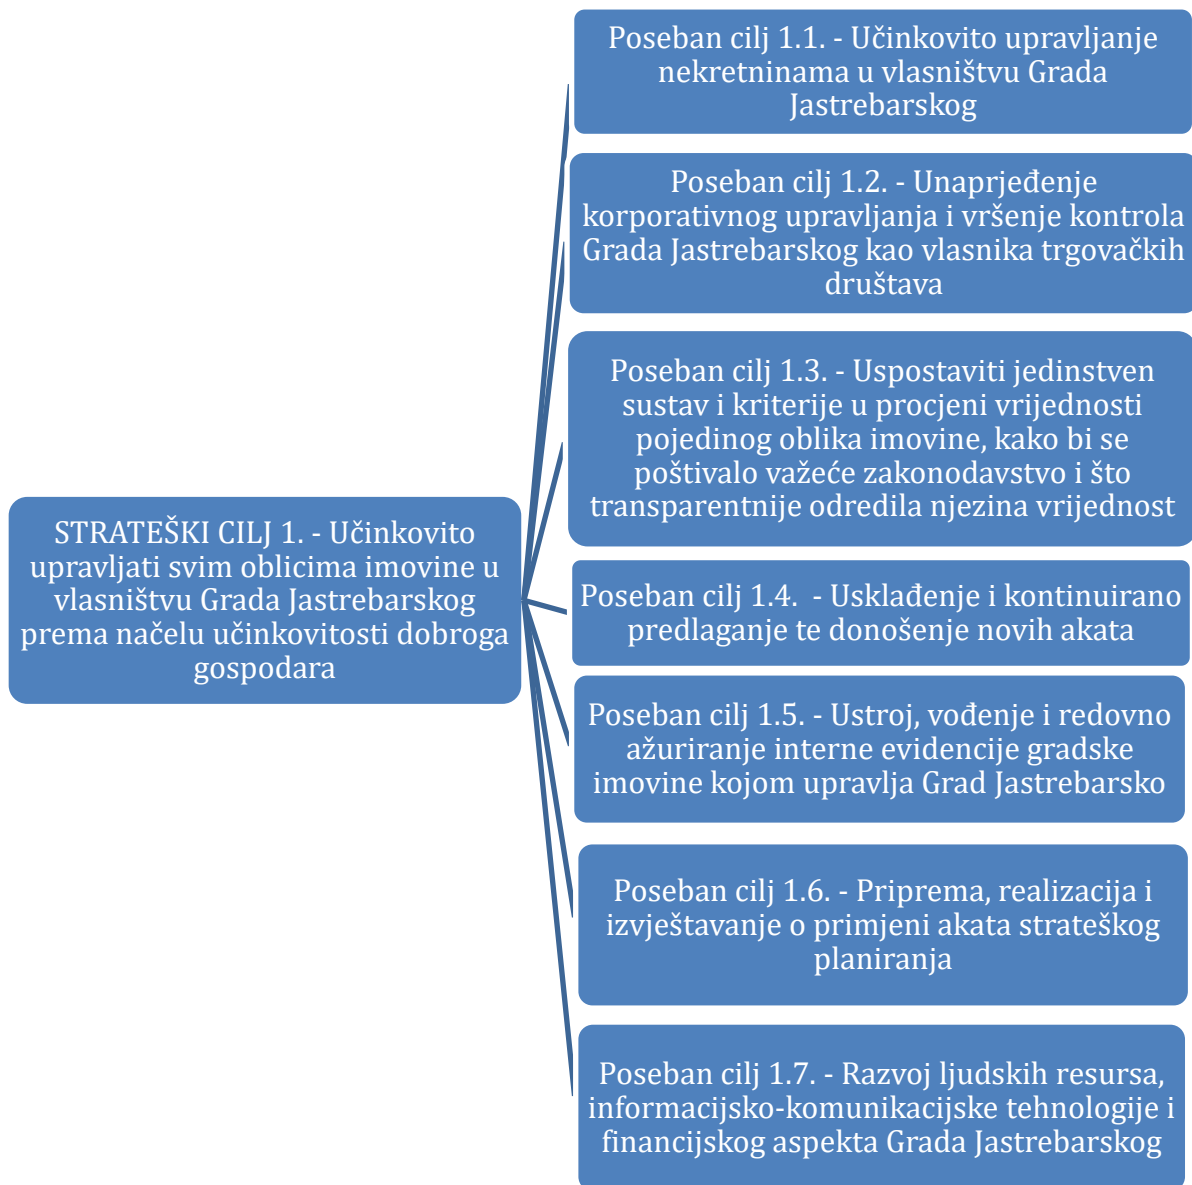 Poseban cilj 1.1. - Učinkovito upravljanje
nekretninama u vlasništvu Grada
Jastrebarskog
Poseban cilj 1.2. - Unaprjeđenje
korporativnog upravljanja i vršenje kontrola
Grada Jastrebarskog kao vlasnika trgovačkih
društava
Poseban cilj 1.3. - Uspostaviti jedinstven
sustav i kriterije u procjeni vrijednosti
pojedinog oblika imovine, kako bi se
poštivalo važeće zakonodavstvo i što
transparentnije odredila njezina vrijednost
STRATEŠKI CILJ 1. - Učinkovito
upravljati svim oblicima imovine u
vlasništvu Grada Jastrebarskog
prema načelu učinkovitosti dobroga
gospodara
Poseban cilj 1.4. - Usklađenje i kontinuirano
predlaganje te donošenje novih akata
Poseban cilj 1.5. - Ustroj, vođenje i redovno
ažuriranje interne evidencije gradske
imovine kojom upravlja Grad Jastrebarsko
Poseban cilj 1.6. - Priprema, realizacija i
izvještavanje o primjeni akata strateškog
planiranja
Poseban cilj 1.7. - Razvoj ljudskih resursa,
informacijsko-komunikacijske tehnologije i
financijskog aspekta Grada Jastrebarskog